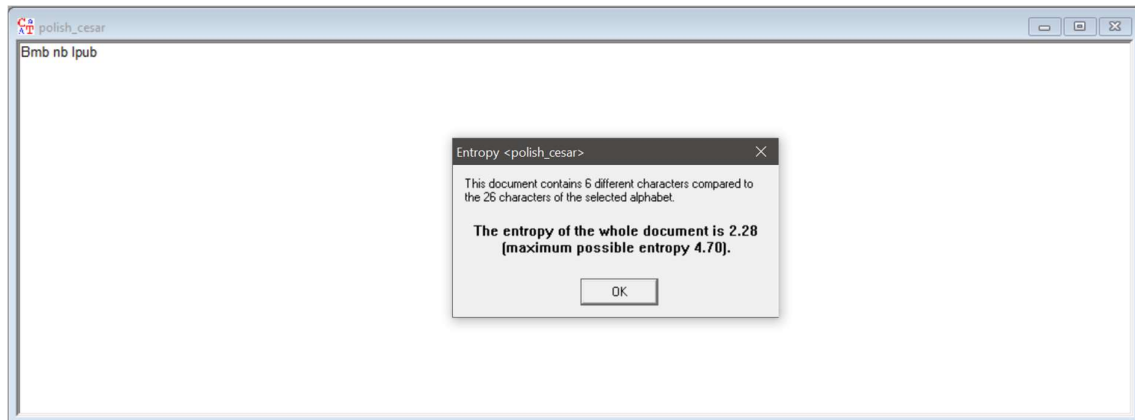 polish_cesar
Bmb nb lpub
Entropy <polish_cesar>
This document contains 6 different characters compared to
the 26 characters of the selected alphabet.
The entropy of the whole document is 2.28
(maximum possible entropy 4.70).
OK